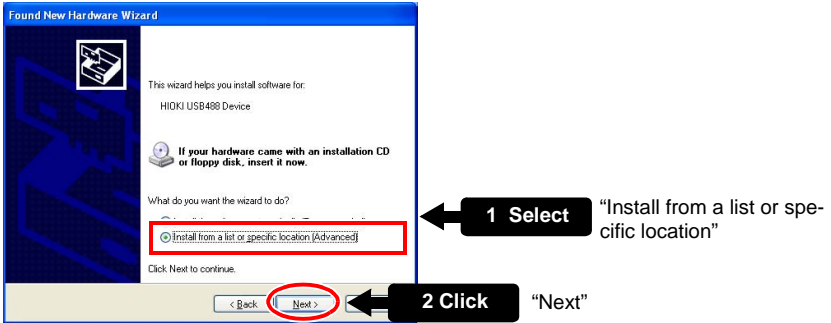 Found New Hardware Wizard
This wizard helps you install software for:
HIOKI USB488 Device
If your hardware came with an installation CD
or floppy disk, insert it now.
What do you want the wizard to do?
Install from a list or specific location (Advanced)
Click Next to continue.
< Back
Next >
1 Select
"Install from a list or spe-
cific location"
2 Click
"Next"